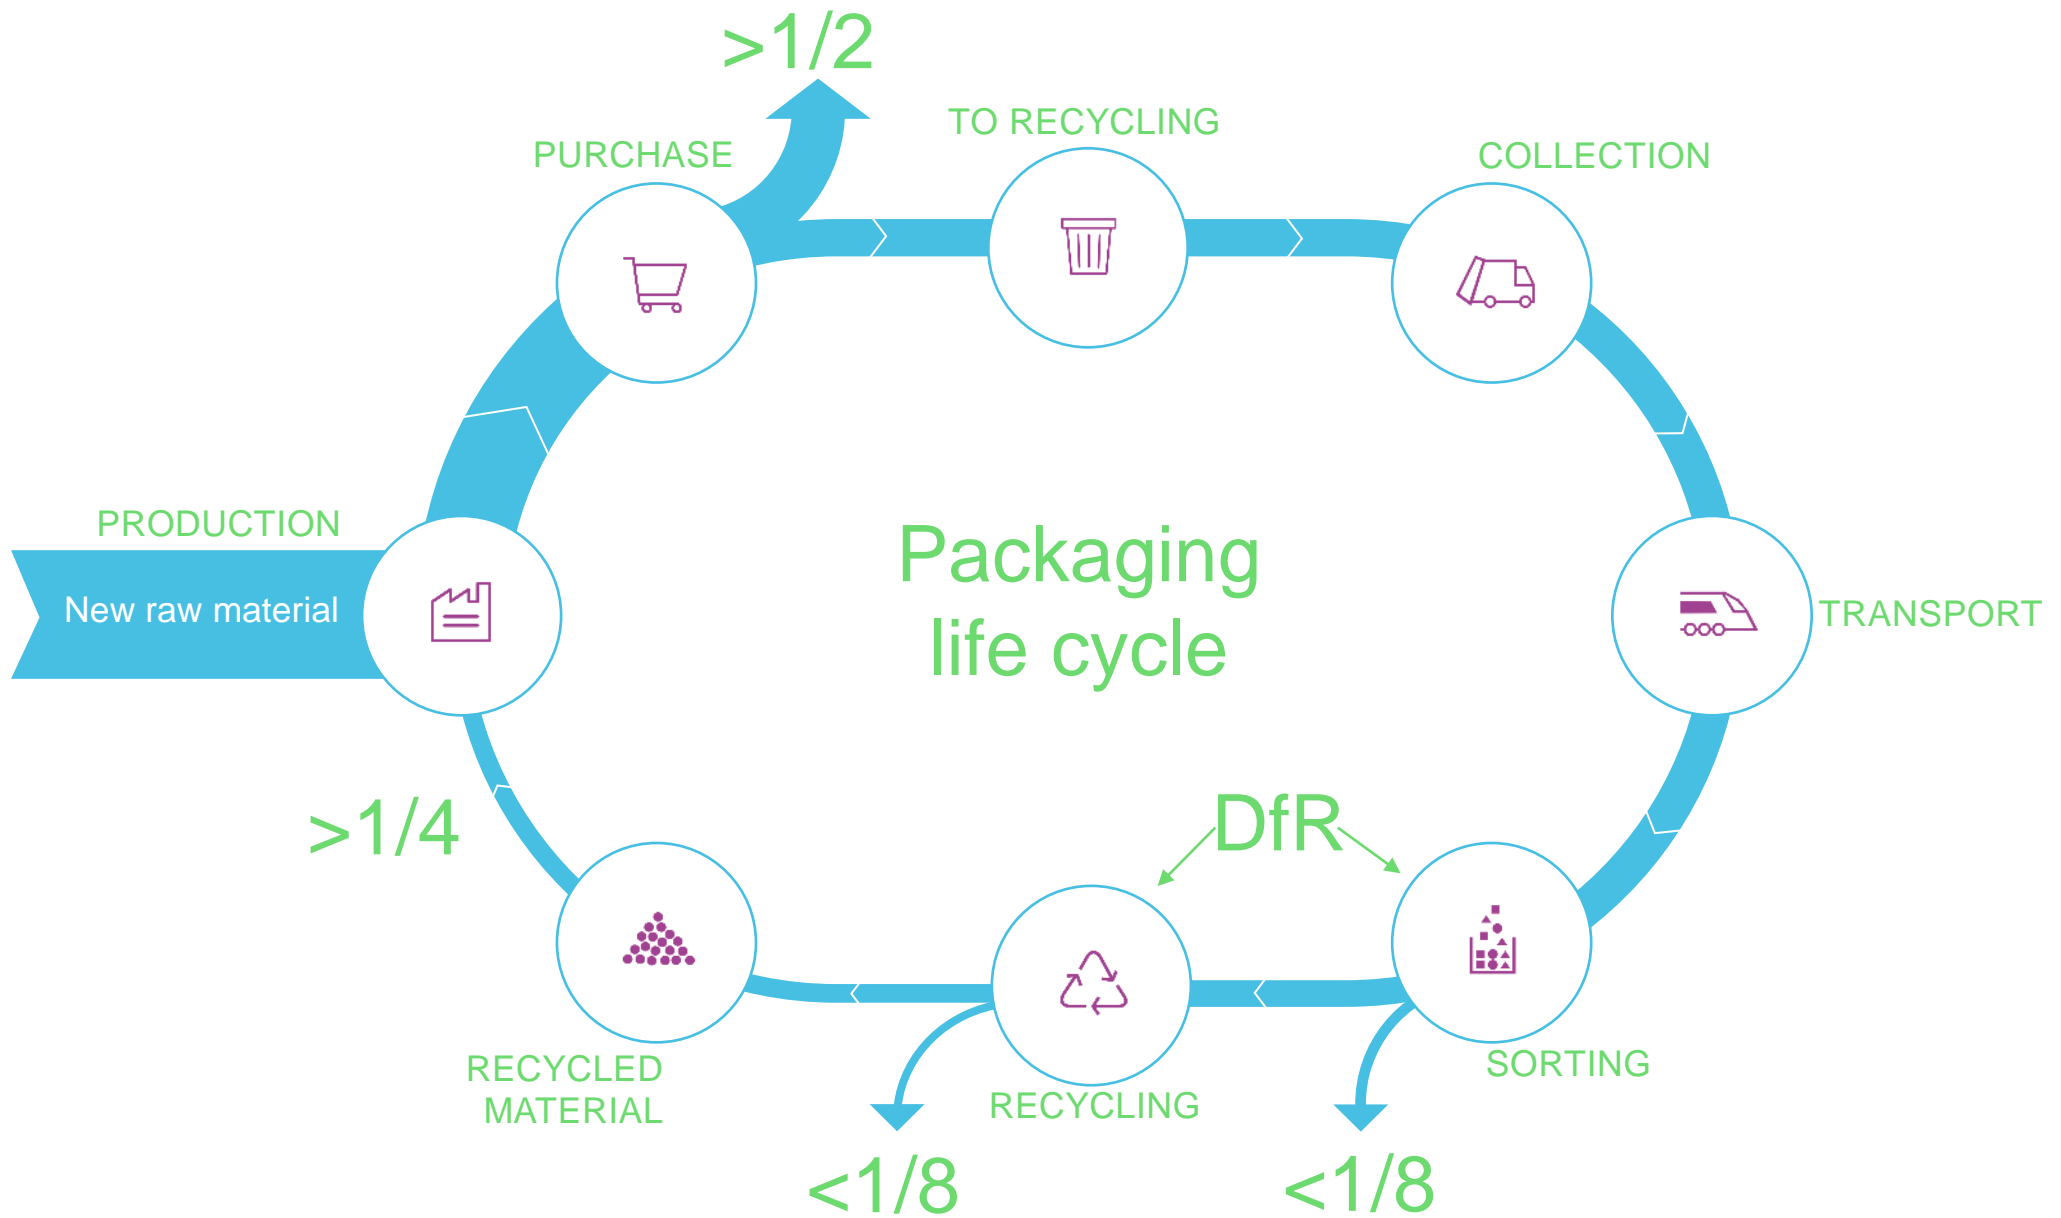 >1/2
TO RECYCLING
PURCHASE
COLLECTION
PRODUCTION
New raw material
Packaging
life cycle
TRANSPORT
>1/4
DfR
RECYCLED
MATERIAL
RECYCLING
SORTING
<1/8
<1/8